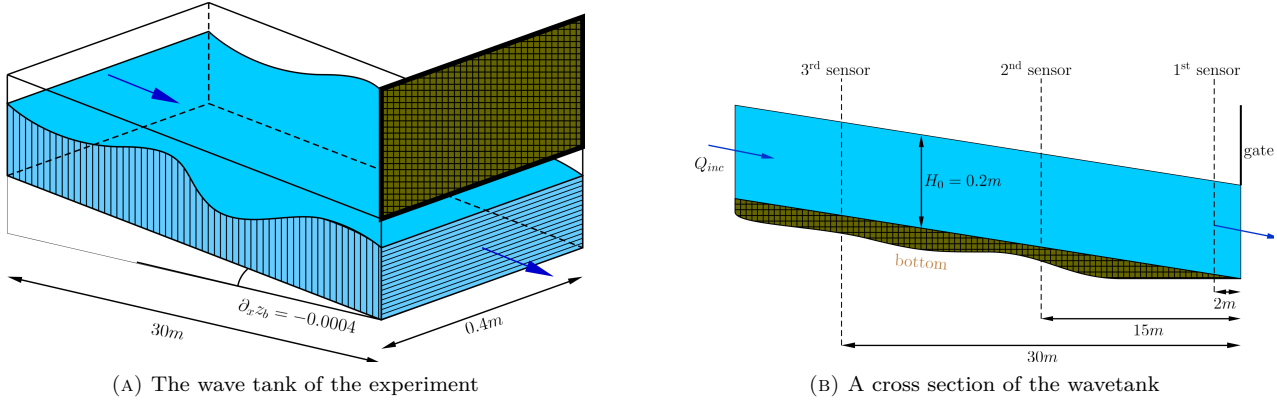 ∂ₓz_b = −0.0004
30m
0.4m
(A) The wave tank of the experiment
3rd sensor
2nd sensor
1st sensor
gate
Q_inc
H₀ = 0.2m
bottom
2m
15m
30m
(B) A cross section of the wavetank